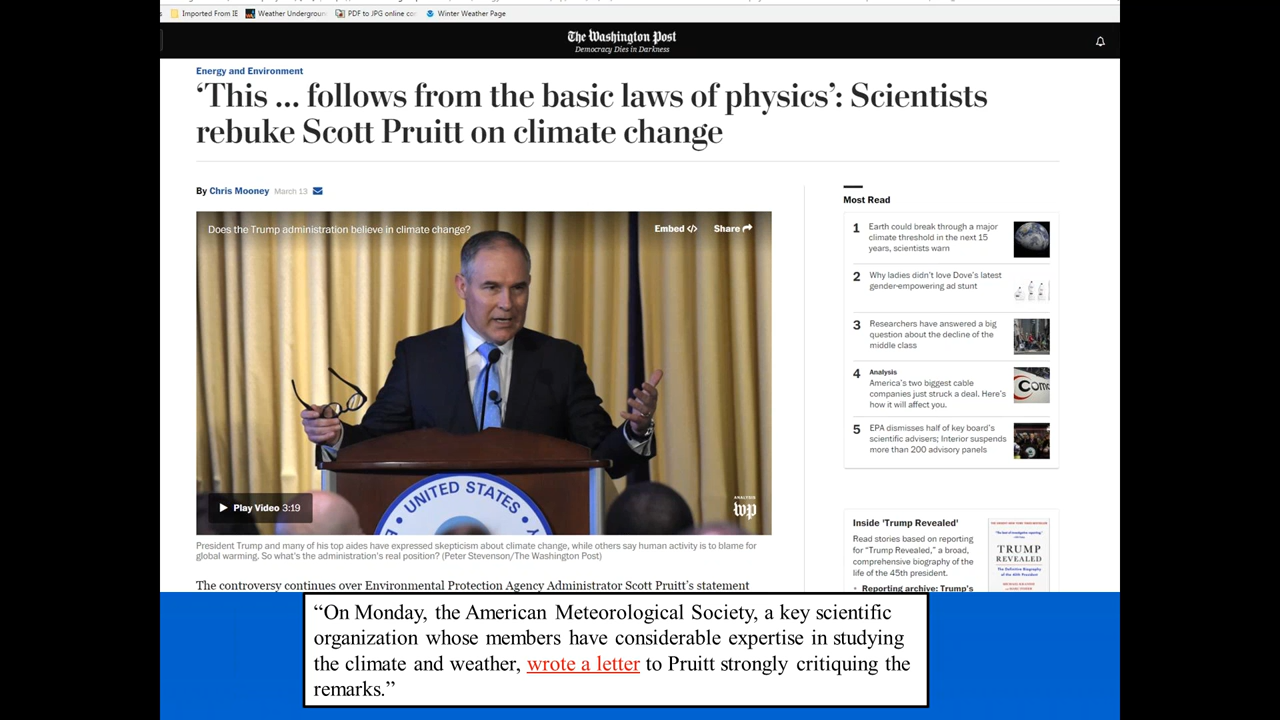 Imported From IE
Weather Undergroun
PDF to JPG online co
Winter Weather Page
The Washington Post
Democracy Dies in Darkness
Energy and Environment
‘This ... follows from the basic laws of physics’: Scientists
rebuke Scott Pruitt on climate change
By Chris Mooney March 13
Does the Trump administration believe in climate change?
Embed
Share
UNITED STATES
Play Video 3:19
ANALYSIS
wp
President Trump and many of his top aides have expressed skepticism about climate change, while others say human activity is to blame for
global warming. So what's the administration's real position? (Peter Stevenson/The Washington Post)
The controversy continues over Environmental Protection Agency Administrator Scott Pruitt's statement
Most Read
1 Earth could break through a major
climate threshold in the next 15
years, scientists warn
2 Why ladies didn't love Dove's latest
gender-empowering ad stunt
3 Researchers have answered a big
question about the decline of the
middle class
4 Analysis
America's two biggest cable
companies just struck a deal. Here's
how it will affect you.
Com
5 EPA dismisses half of key board's
scientific advisers; Interior suspends
more than 200 advisory panels
Inside 'Trump Revealed'
Read stories based on reporting
for “Trump Revealed,” a broad,
comprehensive biography of the
life of the 45th president.
Reporting archive: Trump's
TRUMP
REVEALED
“On Monday, the American Meteorological Society, a key scientific
organization whose members have considerable expertise in studying
the climate and weather, wrote a letter to Pruitt strongly critiquing the
remarks.”